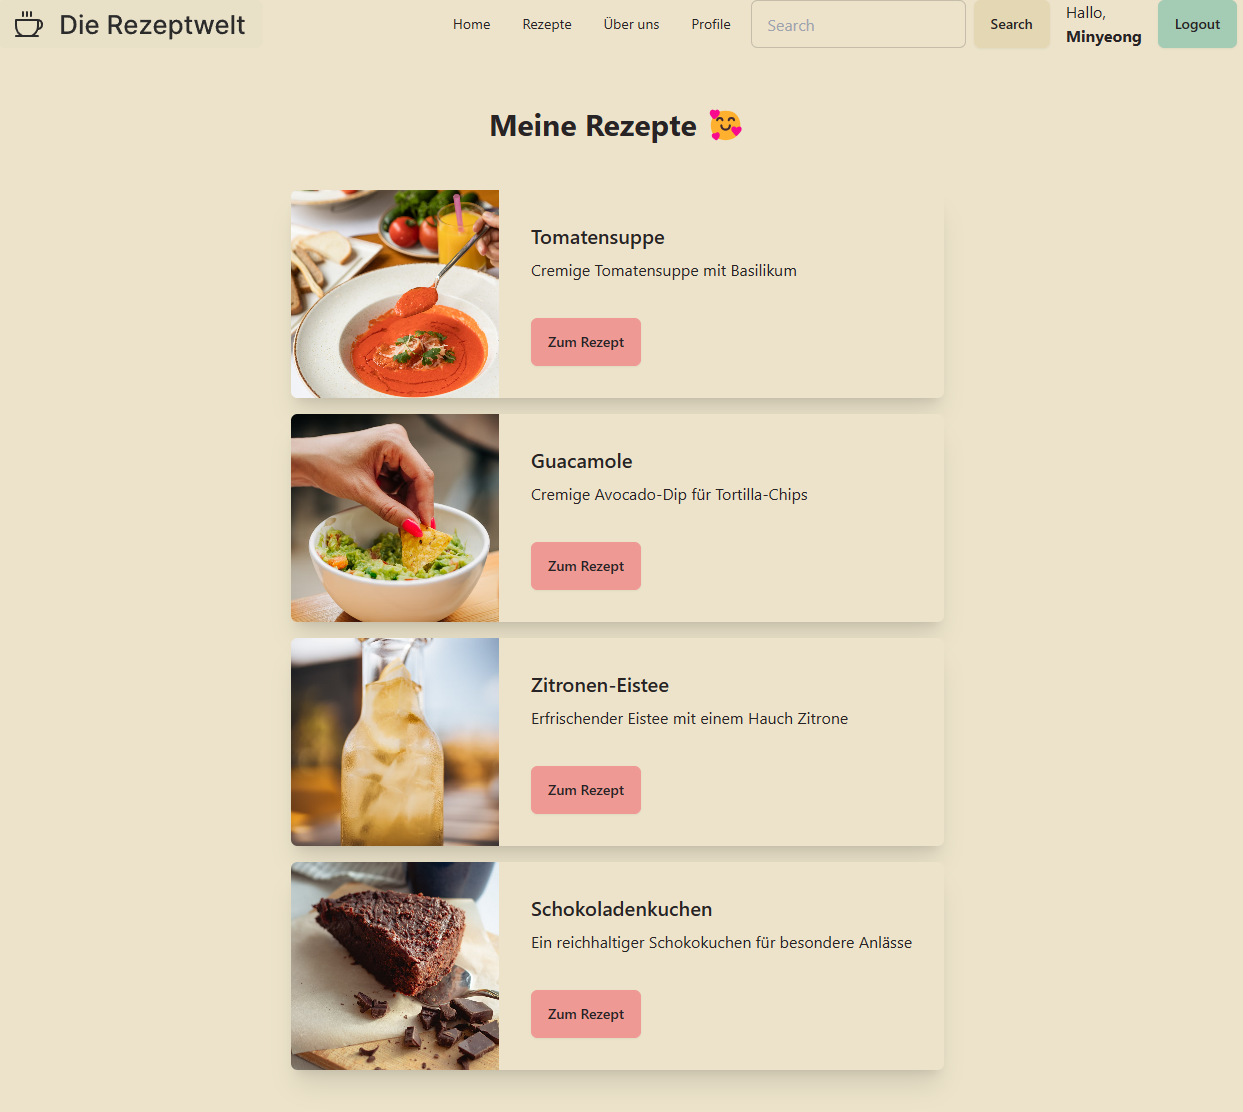 Die Rezeptwelt
Home
Rezepte
Über uns
Profile
Search
Search
Hallo,
Minyeong
Logout
Meine Rezepte 🥰
Tomatensuppe
Cremige Tomatensuppe mit Basilikum
Zum Rezept
Guacamole
Cremige Avocado-Dip für Tortilla-Chips
Zum Rezept
Zitronen-Eistee
Erfrischender Eistee mit einem Hauch Zitrone
Zum Rezept
Schokoladenkuchen
Ein reichhaltiger Schokokuchen für besondere Anlässe
Zum Rezept